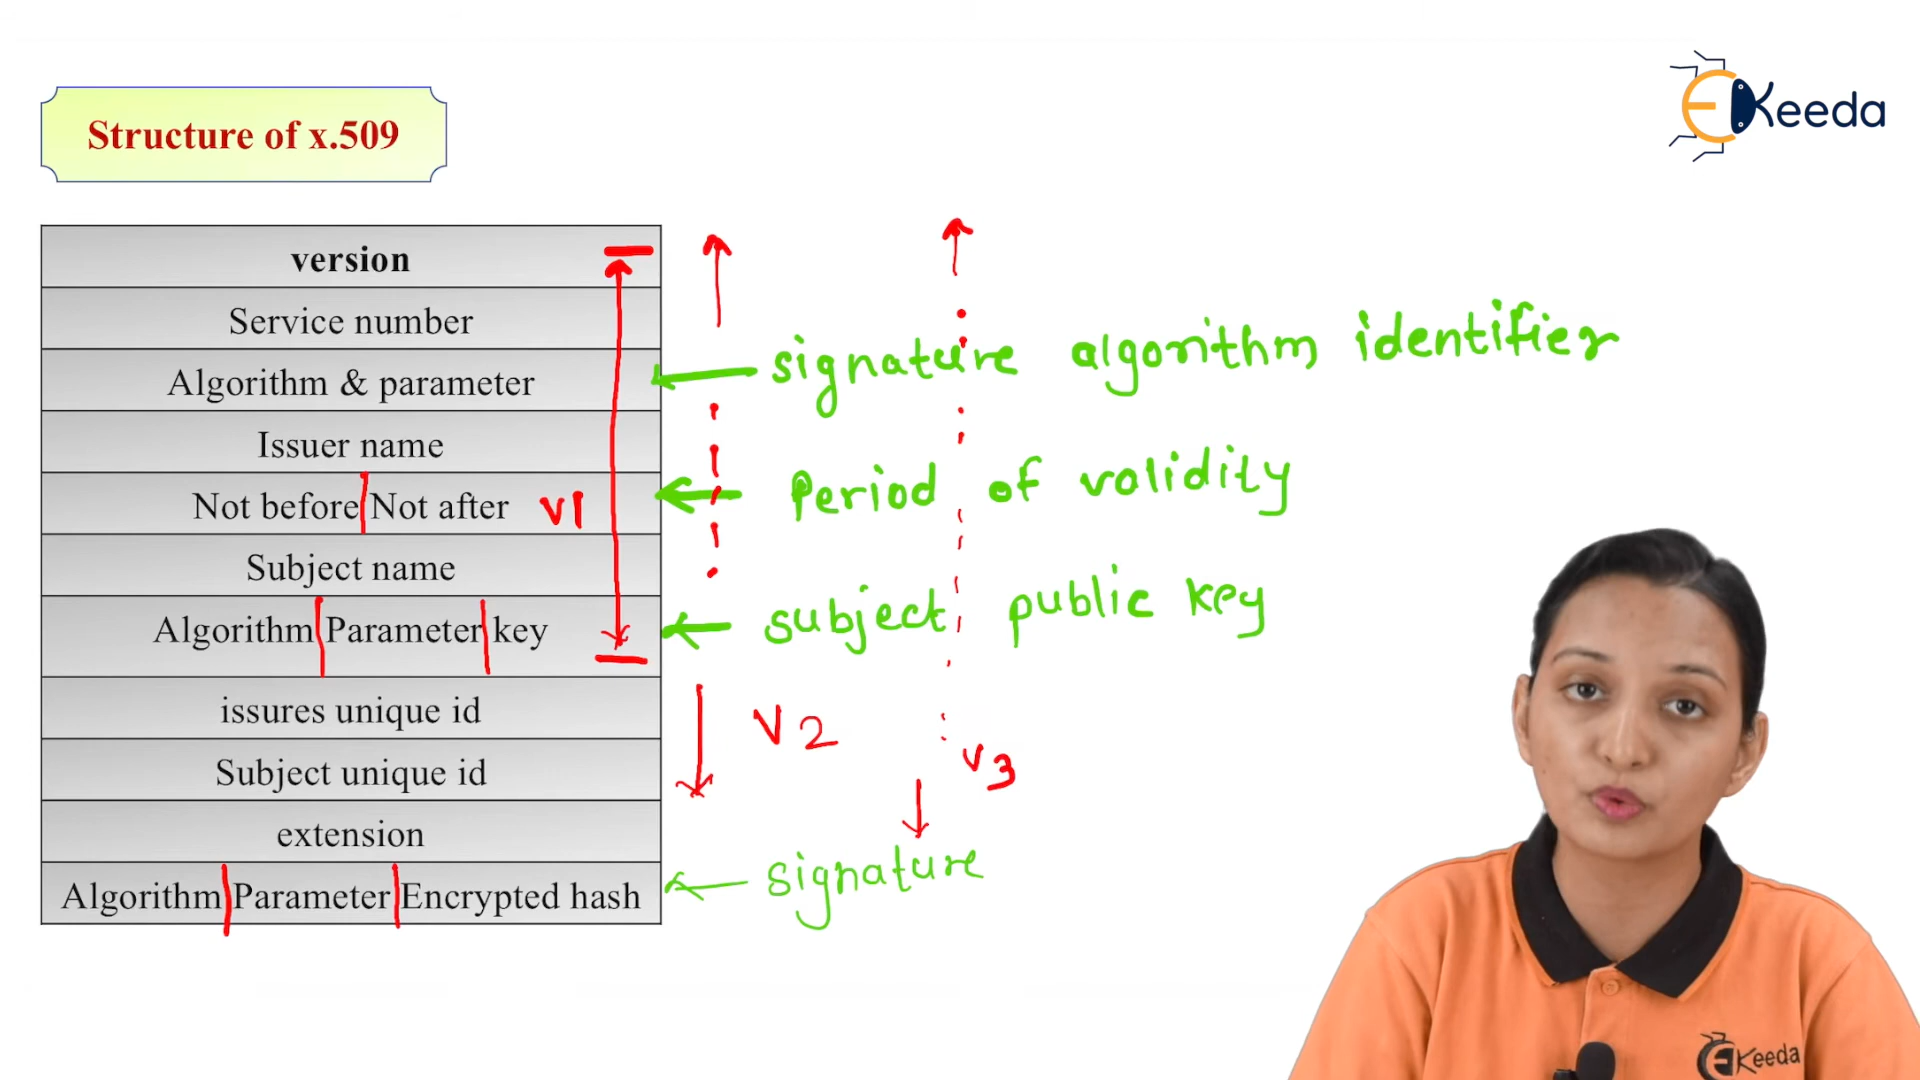 Structure of x.509
EKeeda
version
Service number
Algorithm & parameter
signature algorithm identifier
Issuer name
Not before Not after v1
Period of validity
Subject name
Algorithm Parameter key
subject public key
issures unique id
v2
Subject unique id
v3
extension
Algorithm Parameter Encrypted hash
signature
EKeeda